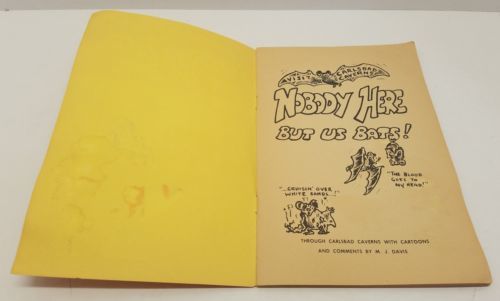 VISIT CARLSBAD
CAVERNS
NOBODY HERE
BUT US BATS!
"THE BLOOD
GOES TO
MY HEAD!"
"...CRUISIN' OVER
WHITE SANDS...."
THROUGH CARLSBAD CAVERNS WITH CARTOONS
AND COMMENTS BY M. J. DAVIS